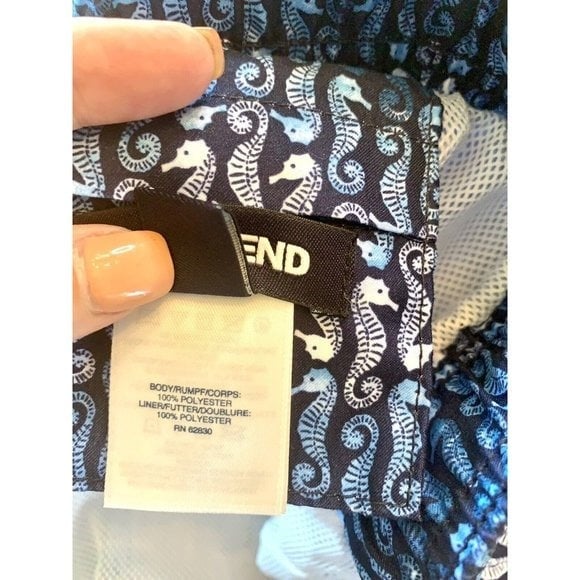 END
BODY/RUMPF/CORPS:
100% POLYESTER
LINER/FUTTER/DOUBLURE:
100% POLYESTER
RN 62830